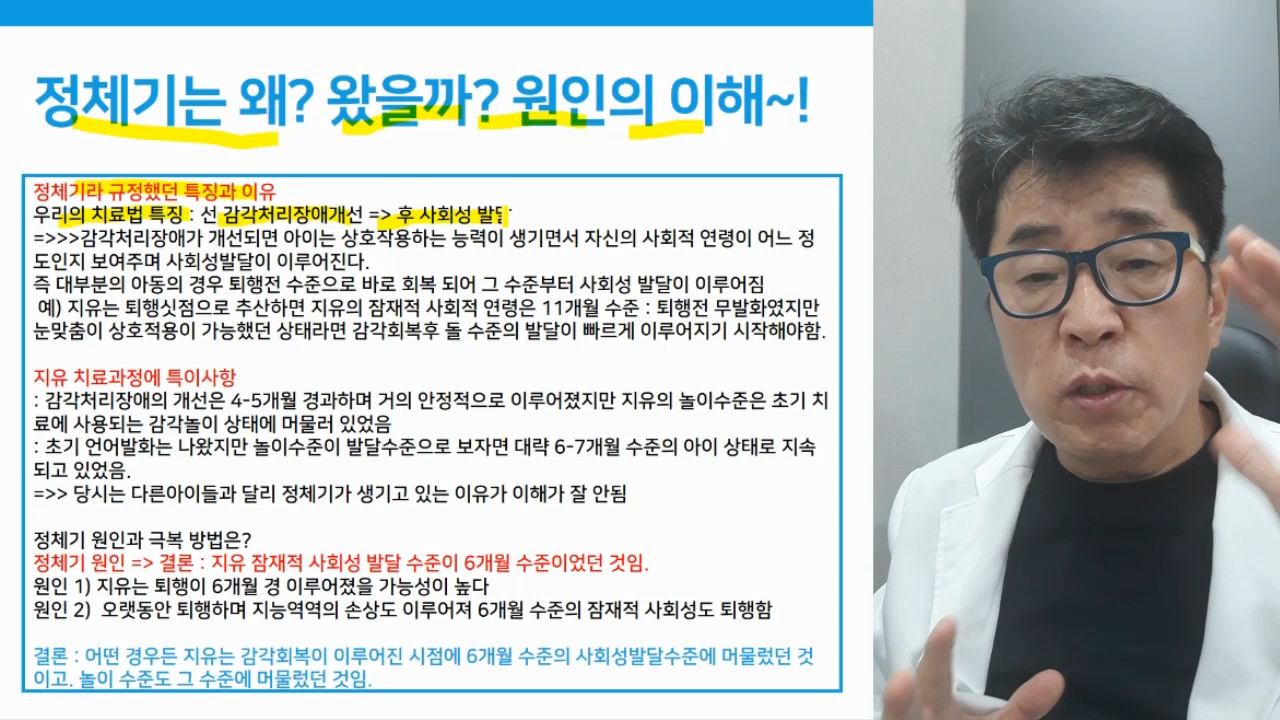 정체기는 왜? 왔을까? 원인의 이해~!
정체기라 규정했던 특징과 이유
우리의 치료법 특징 : 선 감각처리장애개선 => 후 사회성 발달
=>>>감각처리장애가 개선되면 아이는 상호작용하는 능력이 생기면서 자신의 사회적 연령이 어느 정
도인지 보여주며 사회성발달이 이루어진다.
즉 대부분의 아동의 경우 퇴행전 수준으로 바로 회복 되어 그 수준부터 사회성 발달이 이루어짐
예) 지유는 퇴행싯점으로 추산하면 지유의 잠재적 사회적 연령은 11개월 수준 : 퇴행전 무발화였지만
눈맞춤이 상호적용이 가능했던 상태라면 감각회복후 돌 수준의 발달이 빠르게 이루어지기 시작해야함.
지유 치료과정에 특이사항
: 감각처리장애의 개선은 4-5개월 경과하며 거의 안정적으로 이루어졌지만 지유의 놀이수준은 초기 치
료에 사용되는 감각놀이 상태에 머물러 있었음
: 초기 언어발화는 나왔지만 놀이수준이 발달수준으로 보자면 대략 6-7개월 수준의 아이 상태로 지속
되고 있었음.
=>> 당시는 다른아이들과 달리 정체기가 생기고 있는 이유가 이해가 잘 안됨
정체기 원인과 극복 방법은?
정체기 원인 => 결론 : 지유 잠재적 사회성 발달 수준이 6개월 수준이었던 것임.
원인 1) 지유는 퇴행이 6개월 경 이루어졌을 가능성이 높다
원인 2) 오랫동안 퇴행하며 지능역역의 손상도 이루어져 6개월 수준의 잠재적 사회성도 퇴행함
결론 : 어떤 경우든 지유는 감각회복이 이루어진 시점에 6개월 수준의 사회성발달수준에 머물렀던 것
이고. 놀이 수준도 그 수준에 머물렀던 것임.